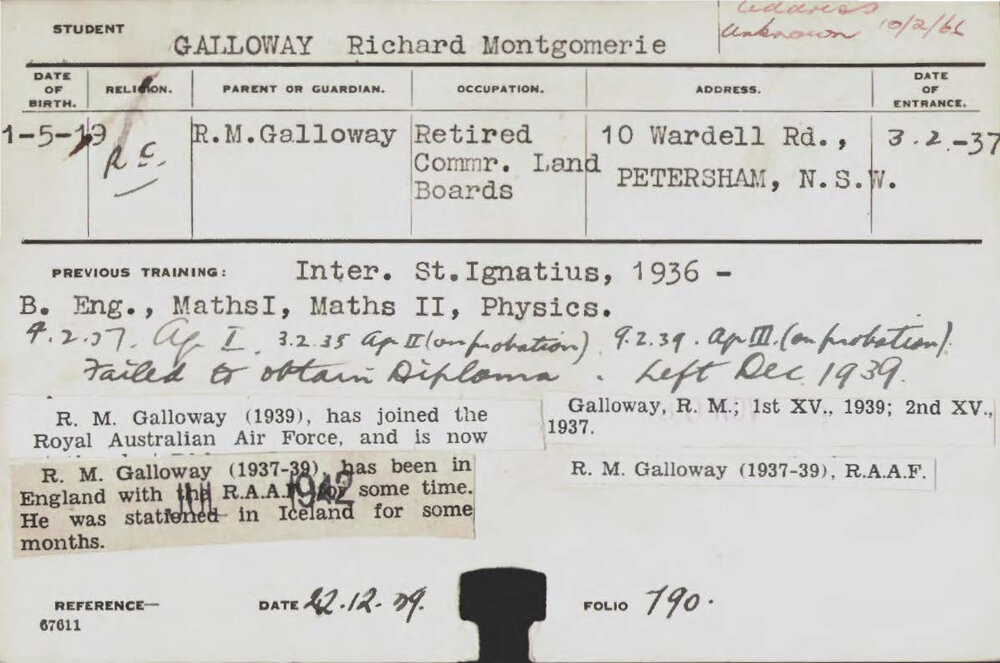 Address
Unknown 10/2/66
STUDENT
GALLOWAY Richard Montgomerie
DATE OF BIRTH. RELIGION. PARENT OR GUARDIAN. OCCUPATION. ADDRESS. DATE OF ENTRANCE.
1-5-19 R.C. R.M.Galloway Retired 10 Wardell Rd., 3.2.-37
Commr. Land PETERSHAM, N.S.W.
Boards
PREVIOUS TRAINING: Inter. St.Ignatius, 1936 -
B. Eng., MathsI, Maths II, Physics.
4.2.37. Ag I. 3.2.38 Ag II (on probation) 9.2.39. Ag III. (on probation).
Failed to obtain Diploma. Left Dec. 1939.
R. M. Galloway (1939), has joined the
Royal Australian Air Force, and is now
Galloway, R. M.; 1st XV., 1939; 2nd XV.,
1937.
R. M. Galloway (1937-39), has been in
England with the R.A.A.F. for some time.
He was stationed in Iceland for some
months.
JUL 1942
R. M. Galloway (1937-39), R.A.A.F.
REFERENCE— DATE 22.12.39. FOLIO 790.
67611